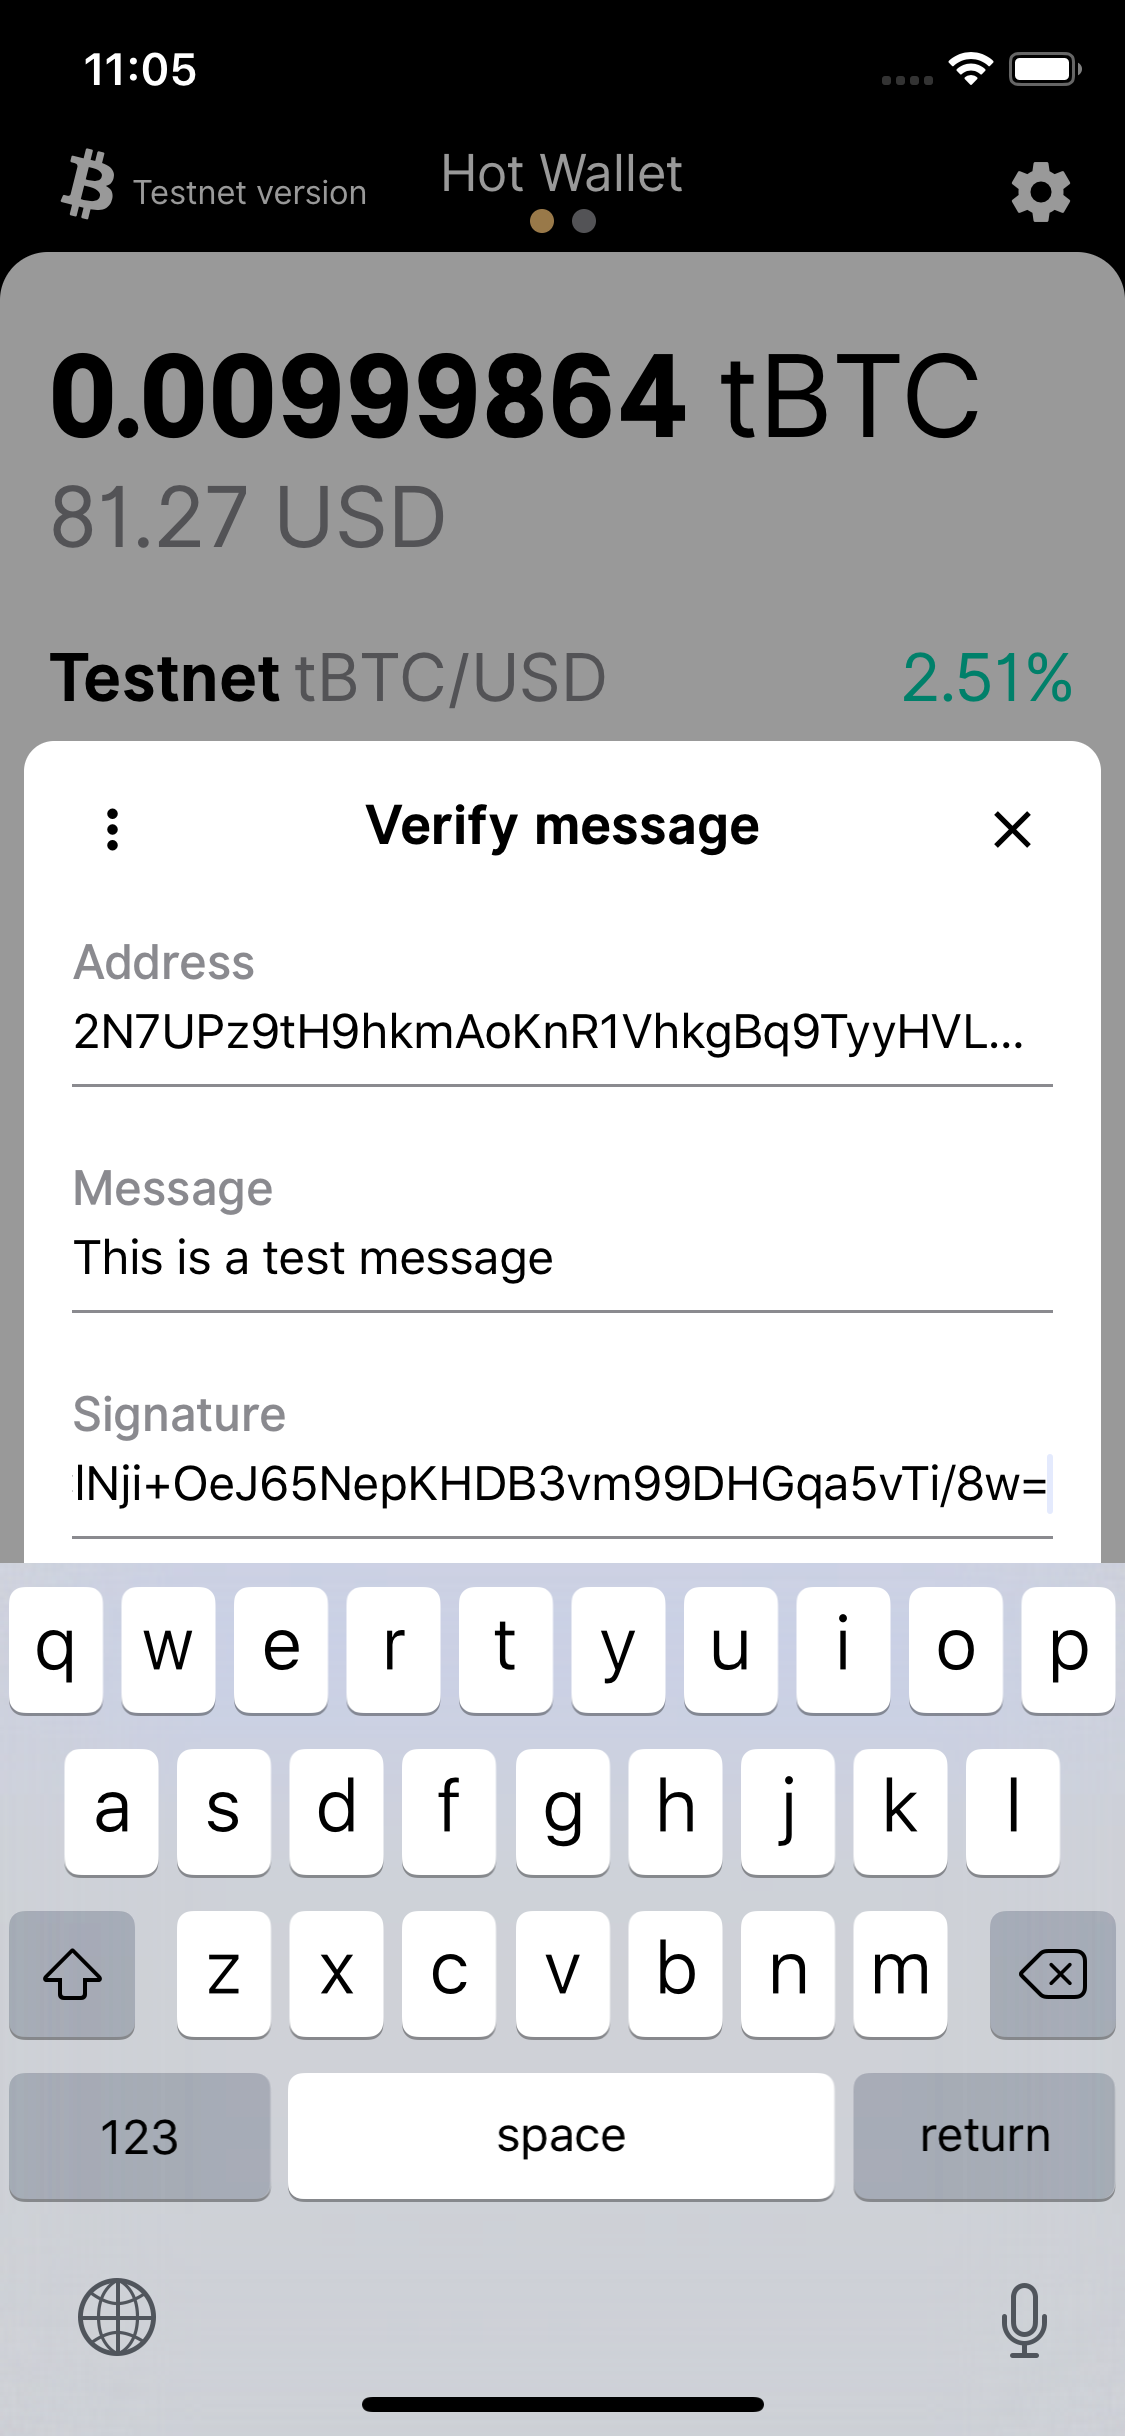 11:05
Testnet version
Hot Wallet
0.00999864 tBTC
81.27 USD
Testnet tBTC/USD 2.51%
Verify message
Address
2N7UPz9tH9hkmAoKnR1VhkgBq9TyyHVL...
Message
This is a test message
Signature
lNji+OeJ65NepKHDB3vm99DHGqa5vTi/8w=
q w e r t y u i o p
a s d f g h j k l
z x c v b n m
123 space return